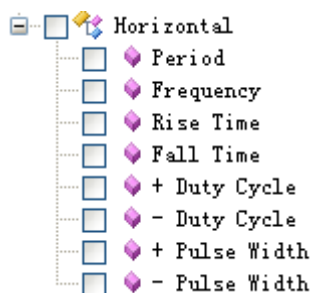 Horizontal
Period
Frequency
Rise Time
Fall Time
+ Duty Cycle
- Duty Cycle
+ Pulse Width
- Pulse Width